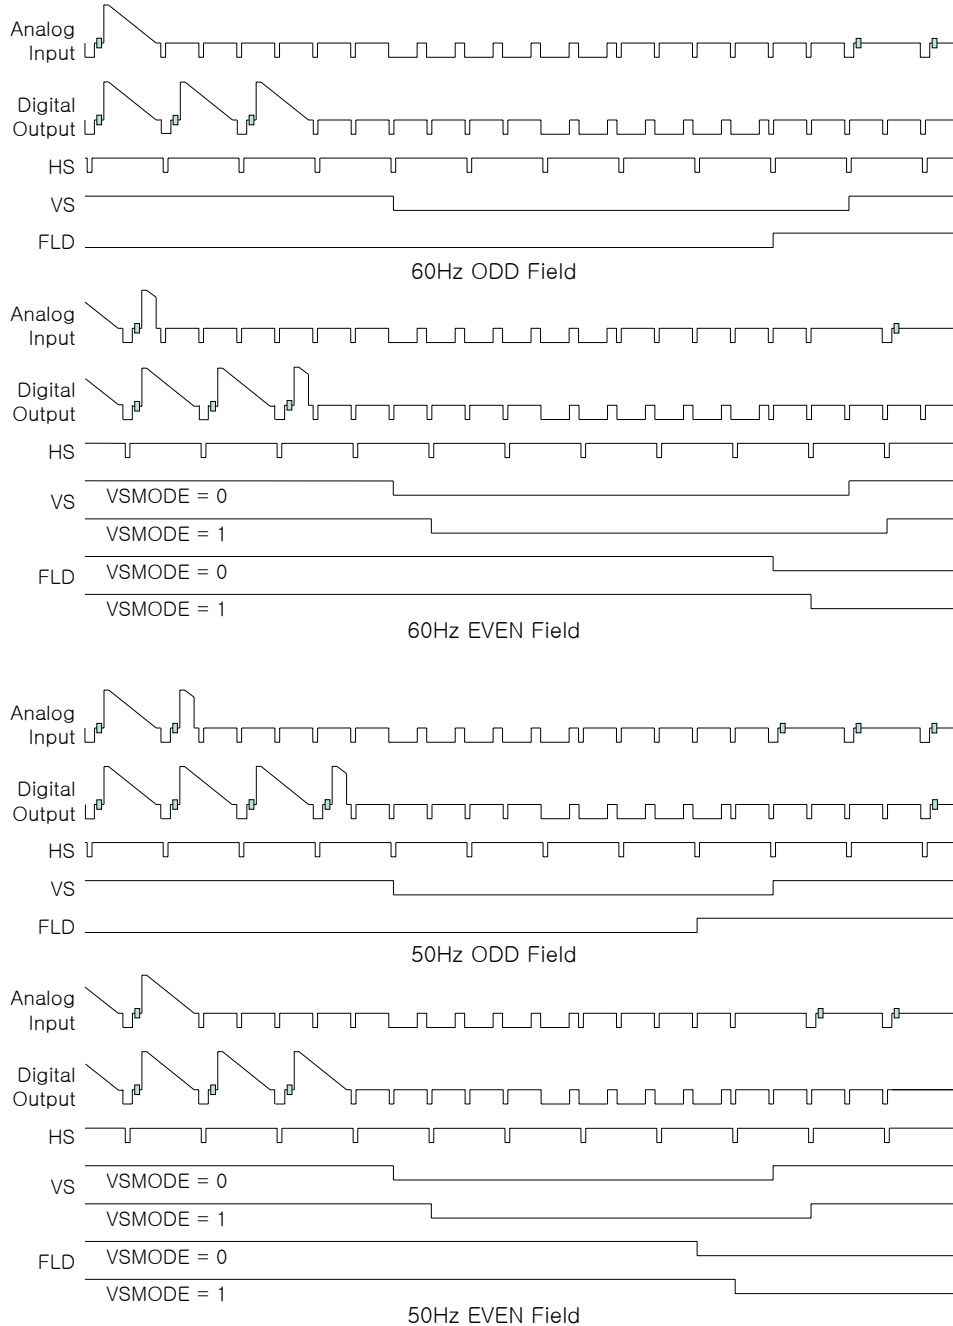 Analog
Input
Digital
Output
HS
VS
FLD
60Hz ODD Field
Analog
Input
Digital
Output
HS
VS
VSMODE = 0
VSMODE = 1
FLD
VSMODE = 0
VSMODE = 1
60Hz EVEN Field
Analog
Input
Digital
Output
HS
VS
FLD
50Hz ODD Field
Analog
Input
Digital
Output
HS
VS
VSMODE = 0
VSMODE = 1
FLD
VSMODE = 0
VSMODE = 1
50Hz EVEN Field